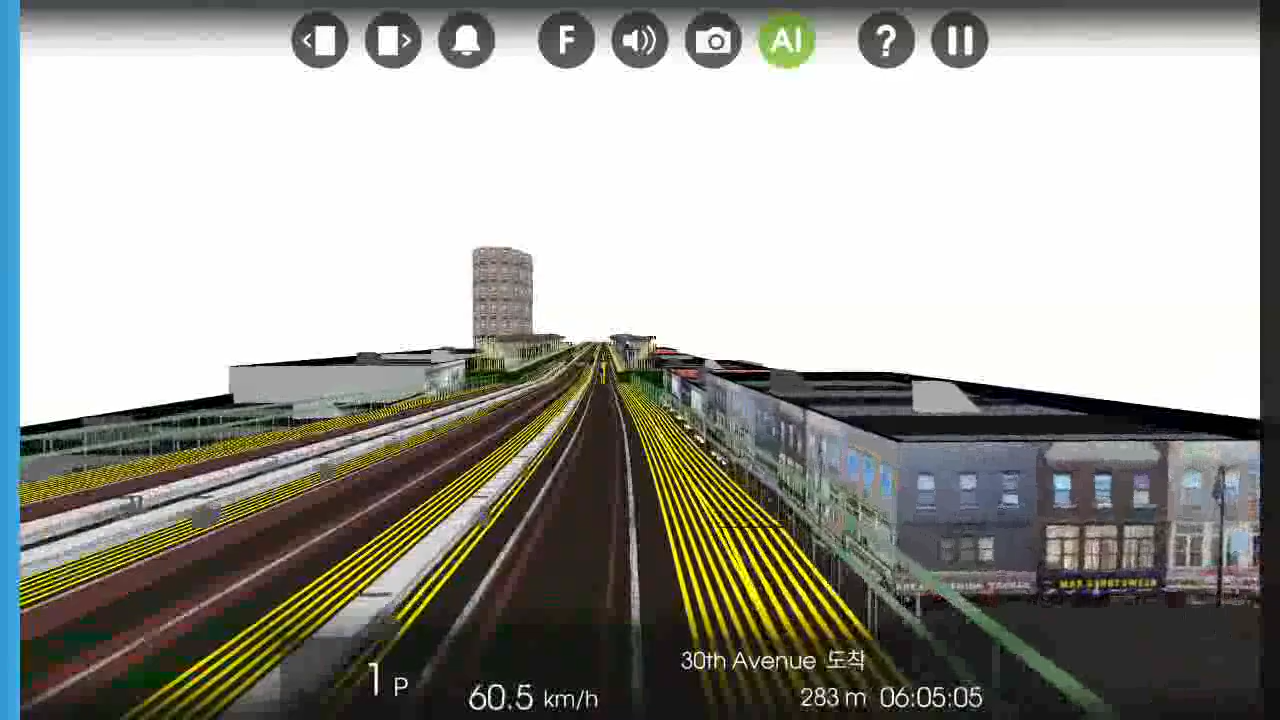 F AI ?
30th Avenue 도착
1 P
60.5 km/h
283 m 06:05:05